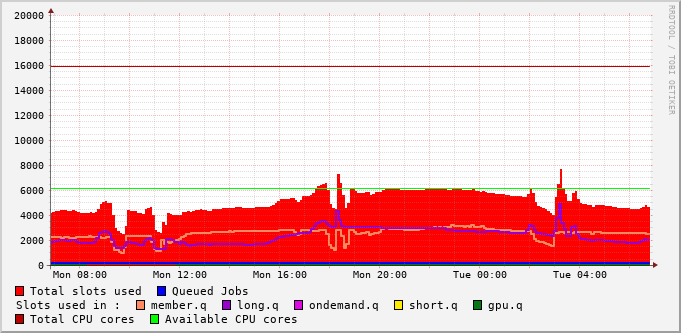 20000
18000
16000
14000
12000
10000
8000
6000
4000
2000
0
Mon 08:00 Mon 12:00 Mon 16:00 Mon 20:00 Tue 00:00 Tue 04:00
Total slots used Queued Jobs
Slots used in : member.q long.q ondemand.q short.q gpu.q
Total CPU cores Available CPU cores
RRDTOOL / TOBI OETIKER